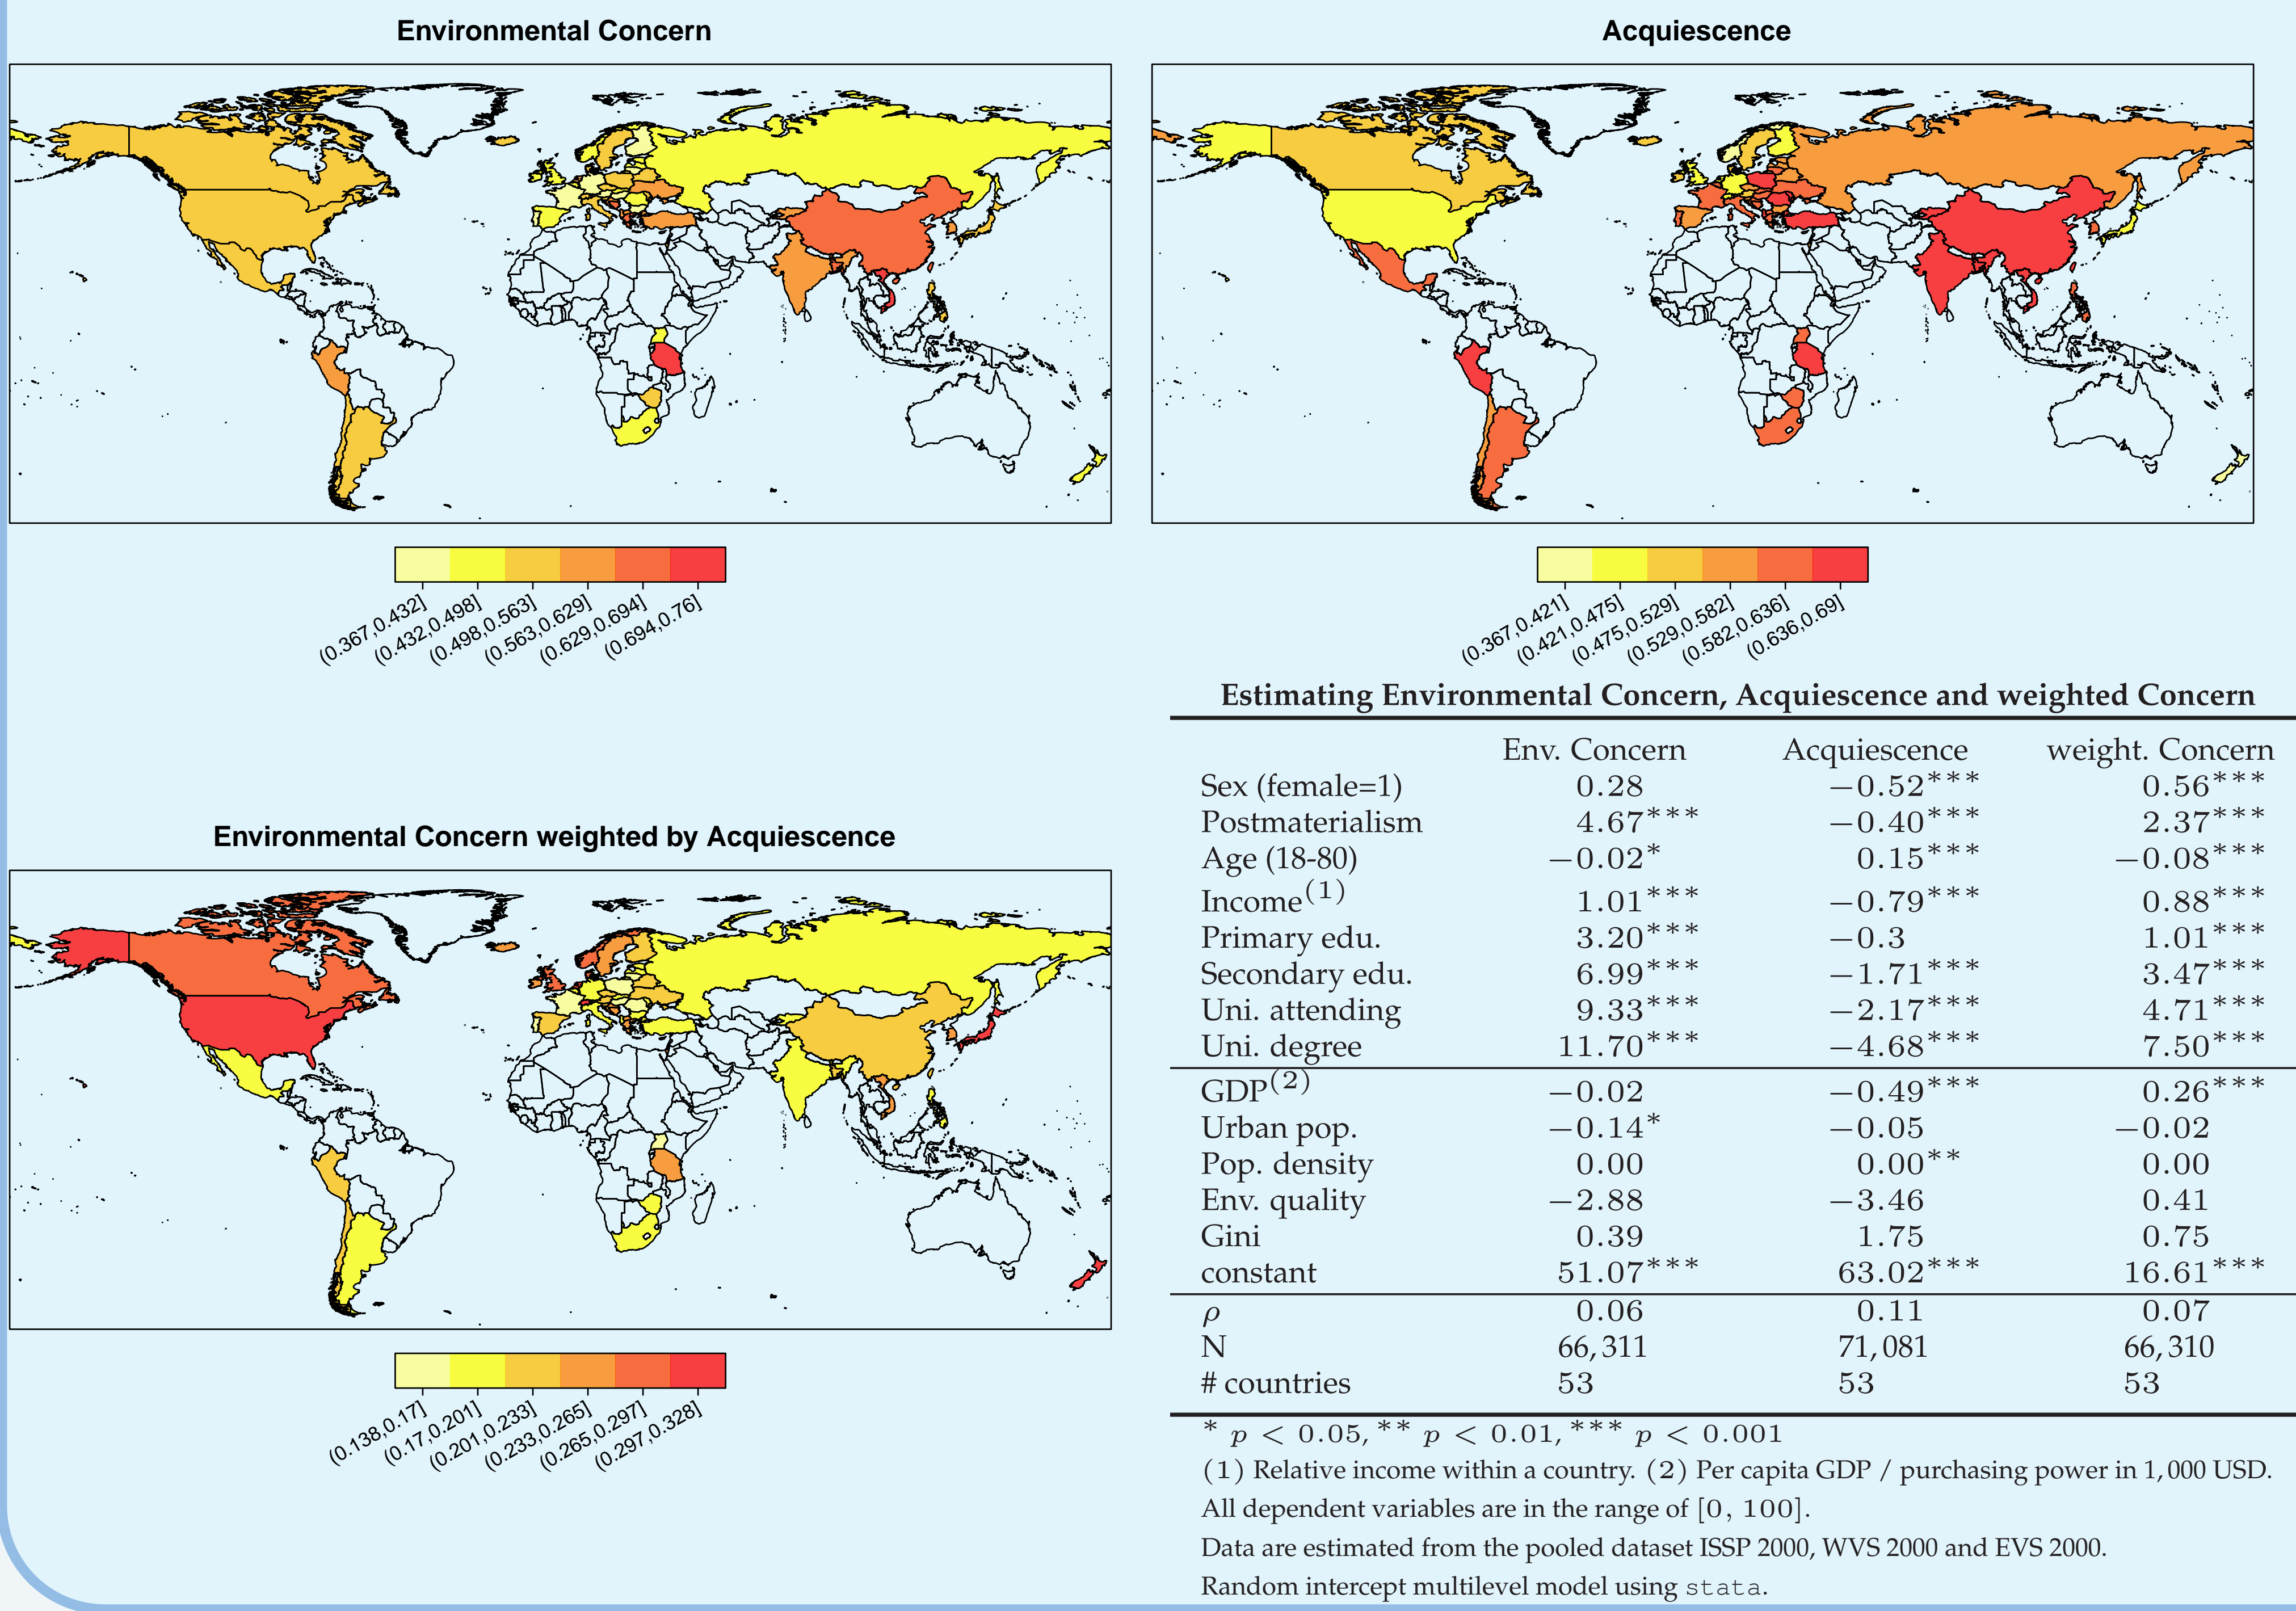 Environmental Concern
(0.367,0.432]
(0.432,0.498]
(0.498,0.563]
(0.563,0.629]
(0.629,0.694]
(0.694,0.76]
Acquiescence
(0.367,0.421]
(0.421,0.475]
(0.475,0.529]
(0.529,0.582]
(0.582,0.636]
(0.636,0.69]
Environmental Concern weighted by Acquiescence
(0.138,0.17]
(0.17,0.201]
(0.201,0.233]
(0.233,0.265]
(0.265,0.297]
(0.297,0.328]
Estimating Environmental Concern, Acquiescence and weighted Concern
Env. Concern Acquiescence weight. Concern
Sex (female=1) 0.28 −0.52*** 0.56***
Postmaterialism 4.67*** −0.40*** 2.37***
Age (18-80) −0.02* 0.15*** −0.08***
Income(1) 1.01*** −0.79*** 0.88***
Primary edu. 3.20*** −0.3 1.01***
Secondary edu. 6.99*** −1.71*** 3.47***
Uni. attending 9.33*** −2.17*** 4.71***
Uni. degree 11.70*** −4.68*** 7.50***
GDP(2) −0.02 −0.49*** 0.26***
Urban pop. −0.14* −0.05 −0.02
Pop. density 0.00 0.00** 0.00
Env. quality −2.88 −3.46 0.41
Gini 0.39 1.75 0.75
constant 51.07*** 63.02*** 16.61***
ρ 0.06 0.11 0.07
N 66,311 71,081 66,310
# countries 53 53 53
* p < 0.05, ** p < 0.01, *** p < 0.001
(1) Relative income within a country. (2) Per capita GDP / purchasing power in 1,000 USD.
All dependent variables are in the range of [0, 100].
Data are estimated from the pooled dataset ISSP 2000, WVS 2000 and EVS 2000.
Random intercept multilevel model using stata.